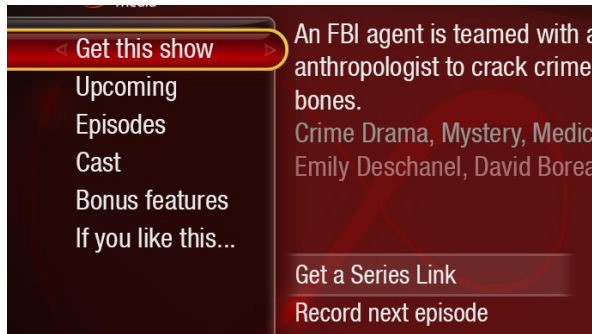 media
Get this show
Upcoming
Episodes
Cast
Bonus features
If you like this...
An FBI agent is teamed with a
anthropologist to crack crime
bones.
Crime Drama, Mystery, Medic
Emily Deschanel, David Borea
Get a Series Link
Record next episode